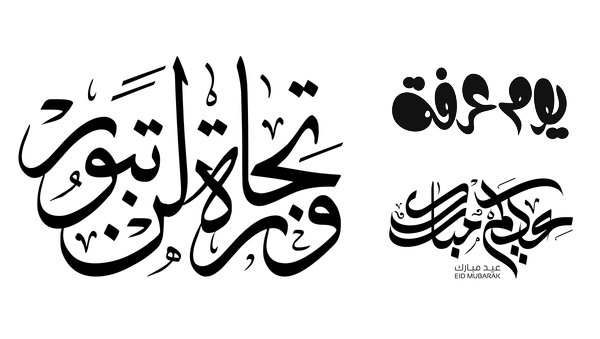 يوم عرفة
وتجارة لن تبور
عيدكم مبارك
عيد مبارك
EID MUBARAK